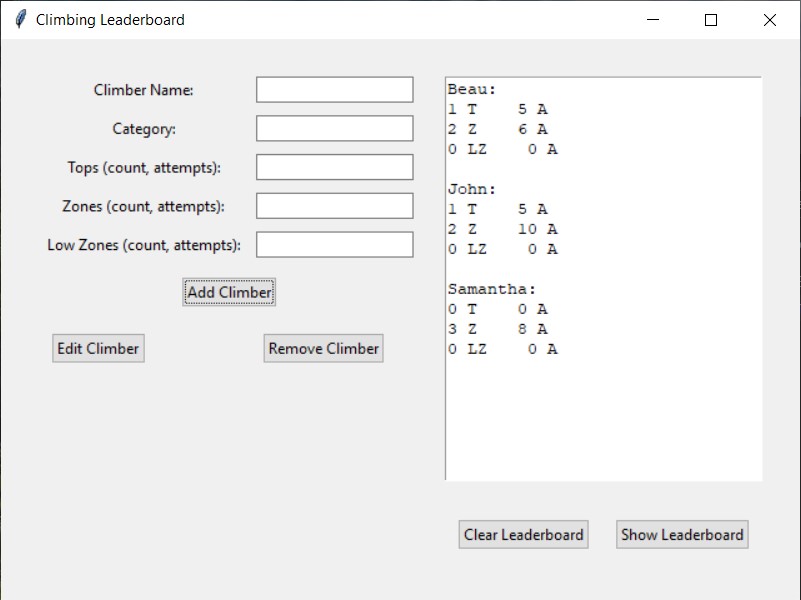 Climbing Leaderboard
Climber Name:
Category:
Tops (count, attempts):
Zones (count, attempts):
Low Zones (count, attempts):
Add Climber
Edit Climber
Remove Climber
Beau:
1 T    5 A
2 Z    6 A
0 LZ    0 A
John:
1 T    5 A
2 Z    10 A
0 LZ    0 A
Samantha:
0 T    0 A
3 Z    8 A
0 LZ    0 A
Clear Leaderboard
Show Leaderboard